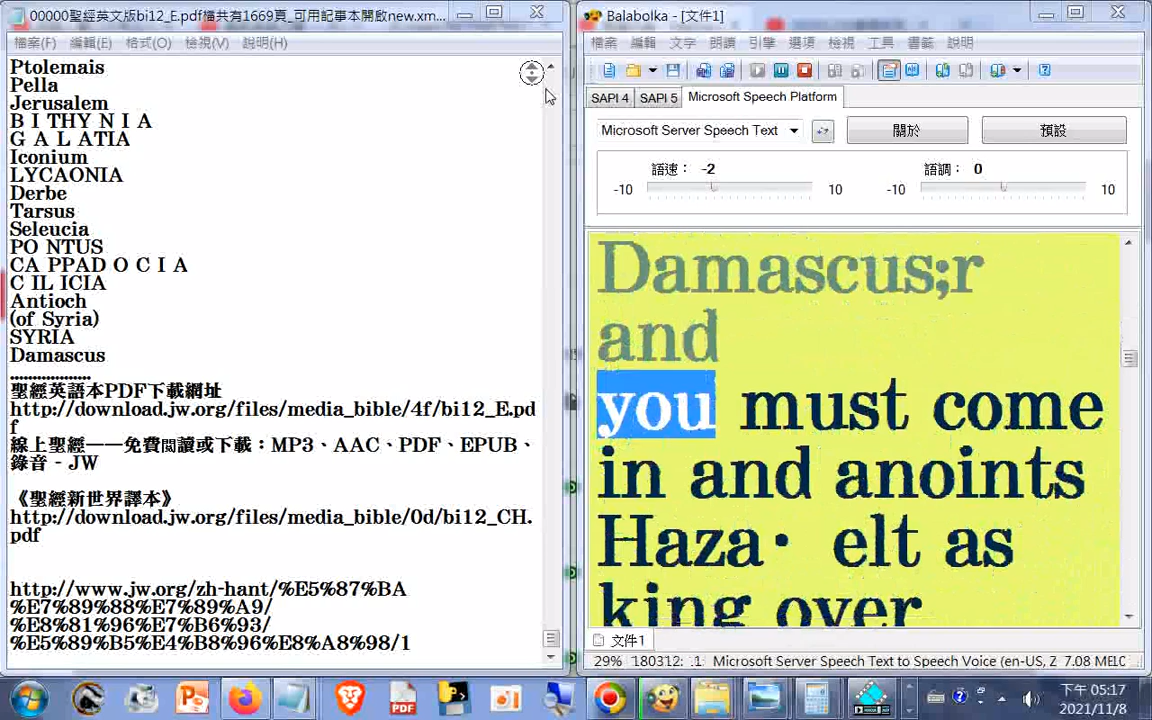 00000聖經英文版bi12_E.pdf檔共有1669頁_可用記事本開啟new.xm...
檔案(F) 編輯(E) 格式(O) 檢視(V) 說明(H)
Ptolemais
Pella
Jerusalem
B I THY N I A
G A L ATIA
Iconium
LYCAONIA
Derbe
Tarsus
Seleucia
PO NTUS
CA PPAD O C I A
C IL ICIA
Antioch
(of Syria)
SYRIA
Damascus
..................
聖經英語本PDF下載網址
http://download.jw.org/files/media_bible/4f/bi12_E.pd
f
線上聖經——免費閱讀或下載：MP3、AAC、PDF、EPUB、
錄音 - JW
《聖經新世界譯本》
http://download.jw.org/files/media_bible/0d/bi12_CH.
pdf
http://www.jw.org/zh-hant/%E5%87%BA
%E7%89%88%E7%89%A9/
%E8%81%96%E7%B6%93/
%E5%89%B5%E4%B8%96%E8%A8%98/1
Balabolka - [文件1]
檔案 編輯 文字 朗讀 引擎 選項 檢視 工具 書籤 說明
SAPI 4 SAPI 5 Microsoft Speech Platform
Microsoft Server Speech Text 關於 預設
語速： -2 語調： 0
-10 10 -10 10
Damascus;r
and
you must come
in and anoints
Haza· elt as
king over
文件1
29% 180312: .1: Microsoft Server Speech Text to Speech Voice (en-US, Z 7.08 MELC
PDF
下午 05:17
2021/11/8